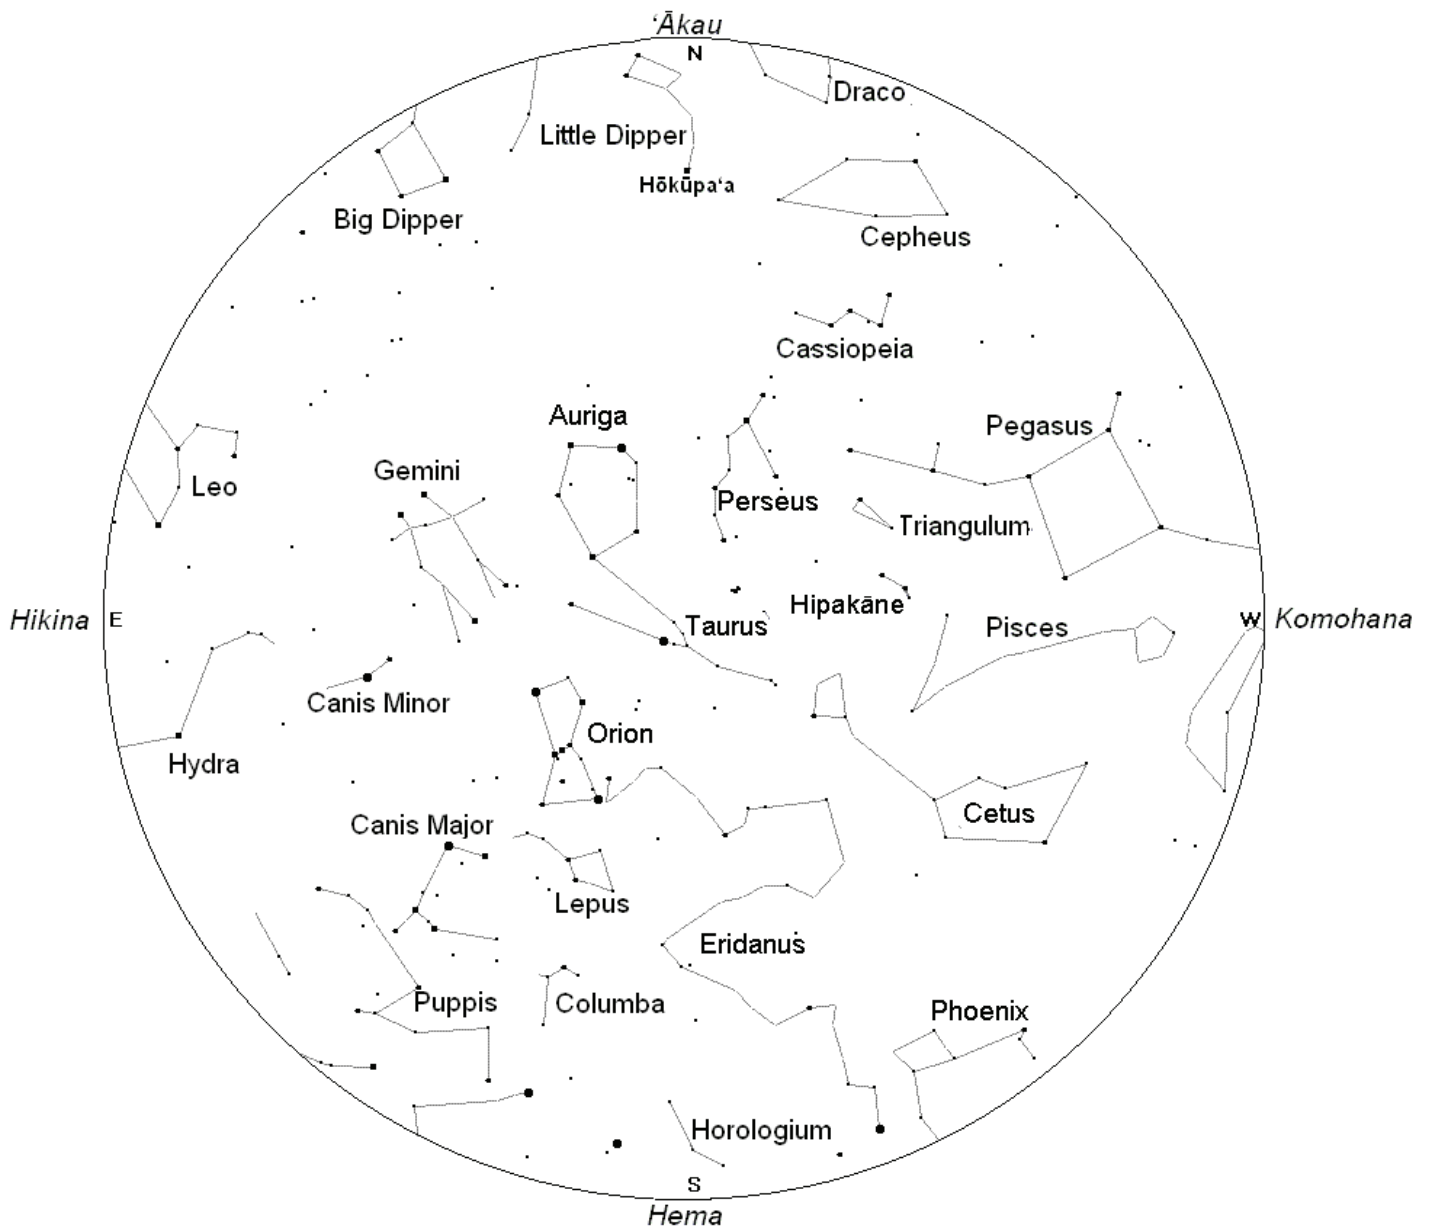 ʻĀkau
N
Draco
Little Dipper
Hōkūpaʻa
Big Dipper
Cepheus
Cassiopeia
Auriga
Pegasus
Gemini
Leo
Perseus
Triangulum
Hipakāne
Hikina
E
Taurus
Pisces
W
Komohana
Canis Minor
Orion
Hydra
Cetus
Canis Major
Lepus
Eridanus
Puppis
Columba
Phoenix
Horologium
S
Hema